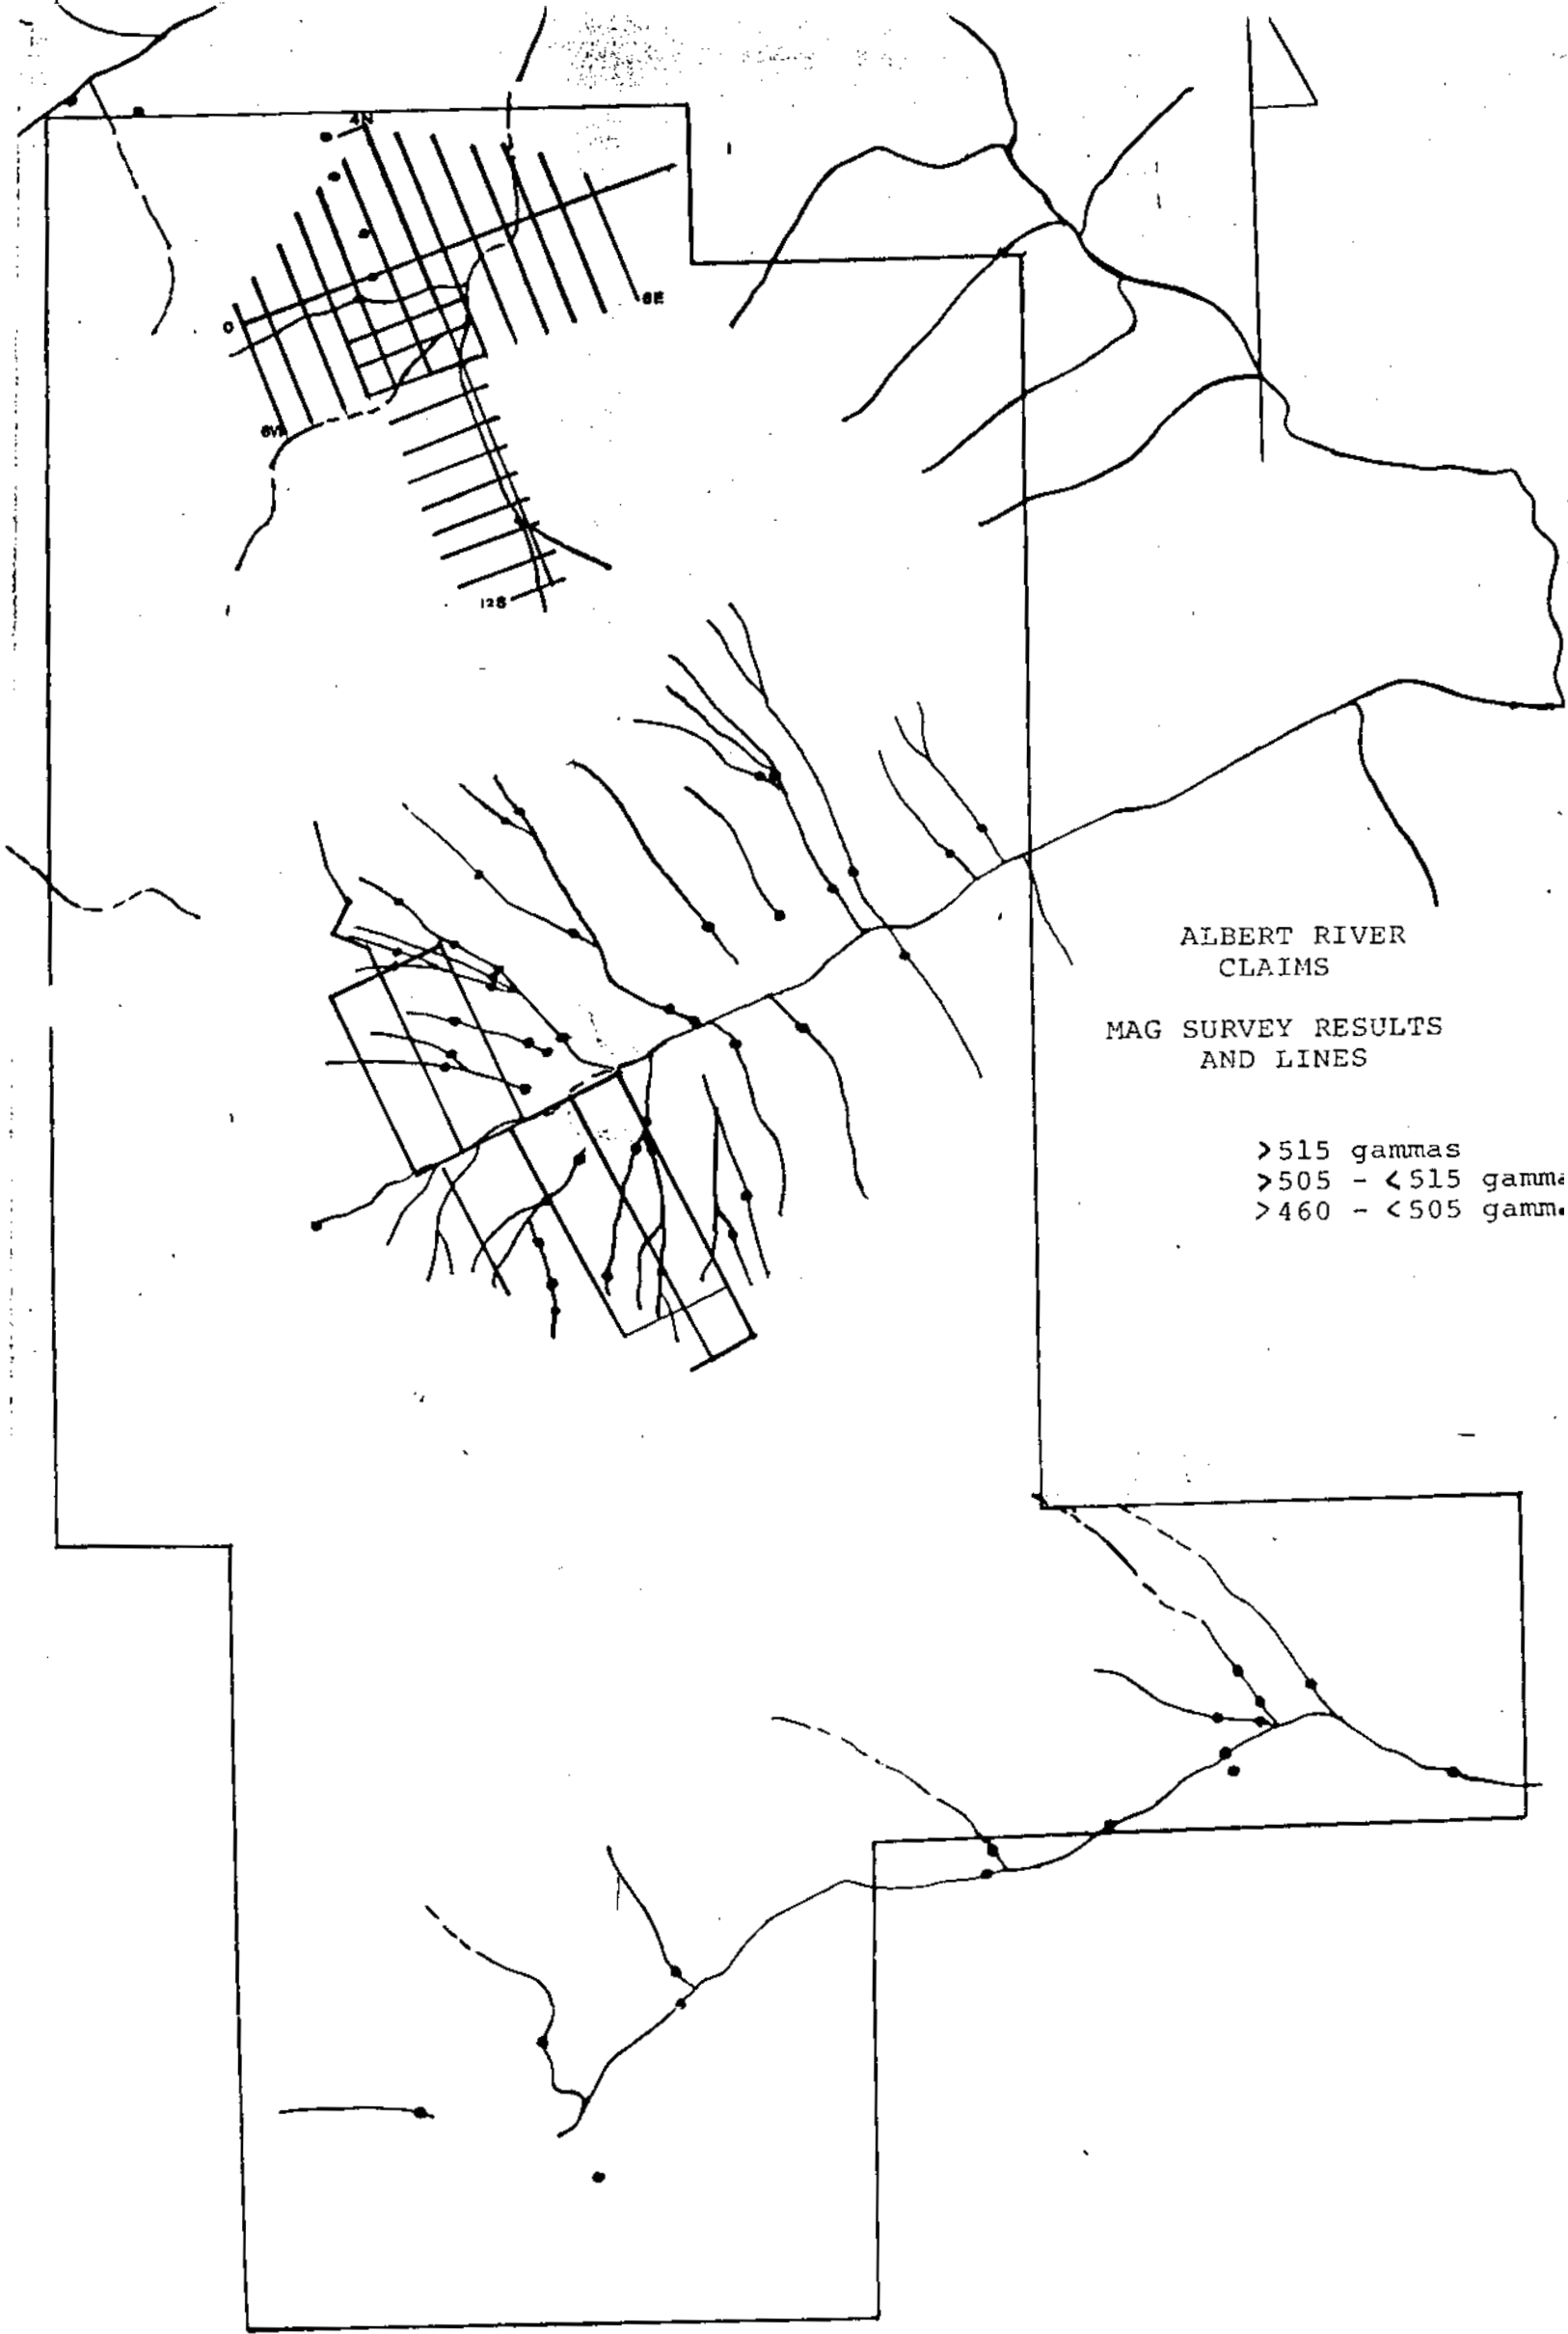 4N
0
8E
6W
12S
ALBERT RIVER
CLAIMS
MAG SURVEY RESULTS
AND LINES
>515 gammas
>505 - <515 gamma
>460 - <505 gamm